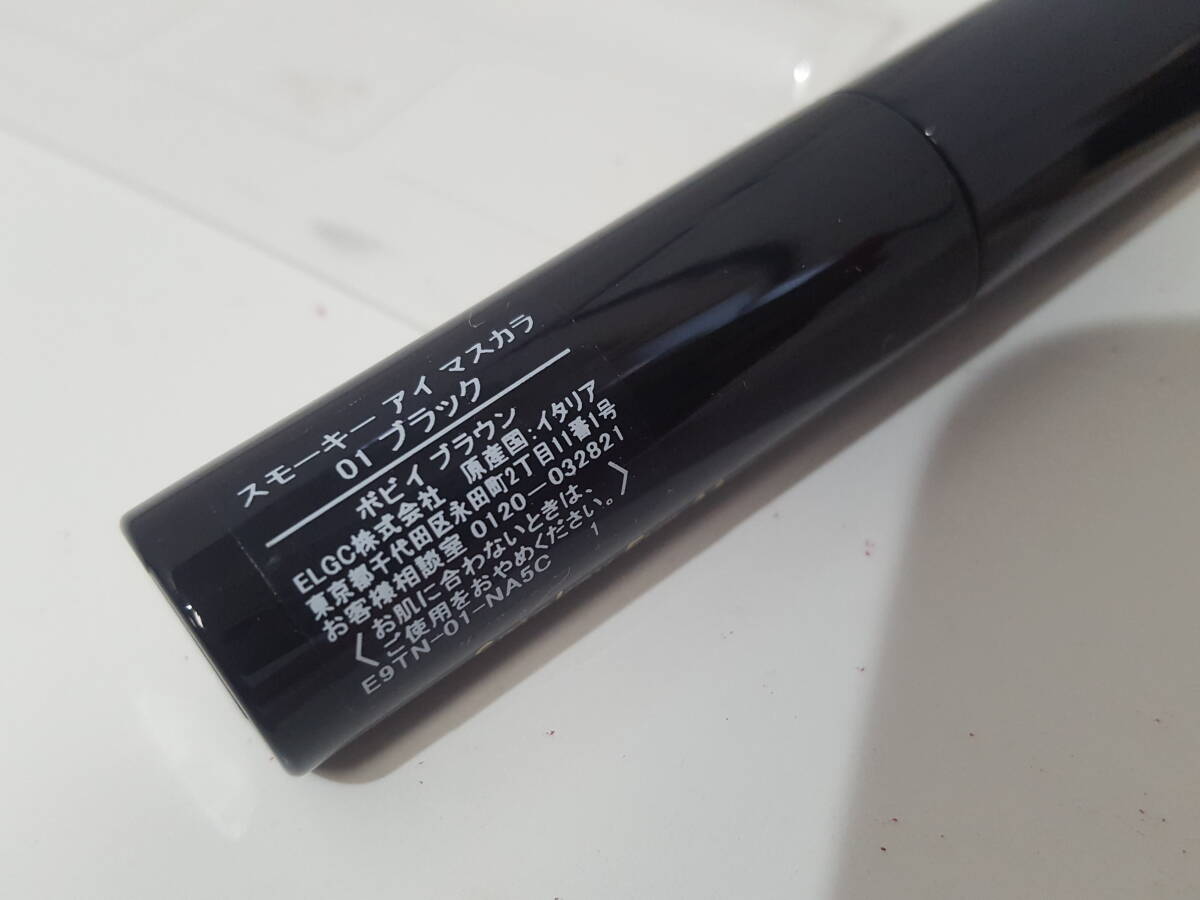 スモーキー アイ マスカラ
01 ブラック
ボビイ ブラウン
ELGC株式会社 原産国:イタリア
東京都千代田区永田町2丁目11番1号
お客様相談室 0120-032821
〈お肌に合わないときは、
ご使用をおやめください。〉
E9TN-01-NA5C 1